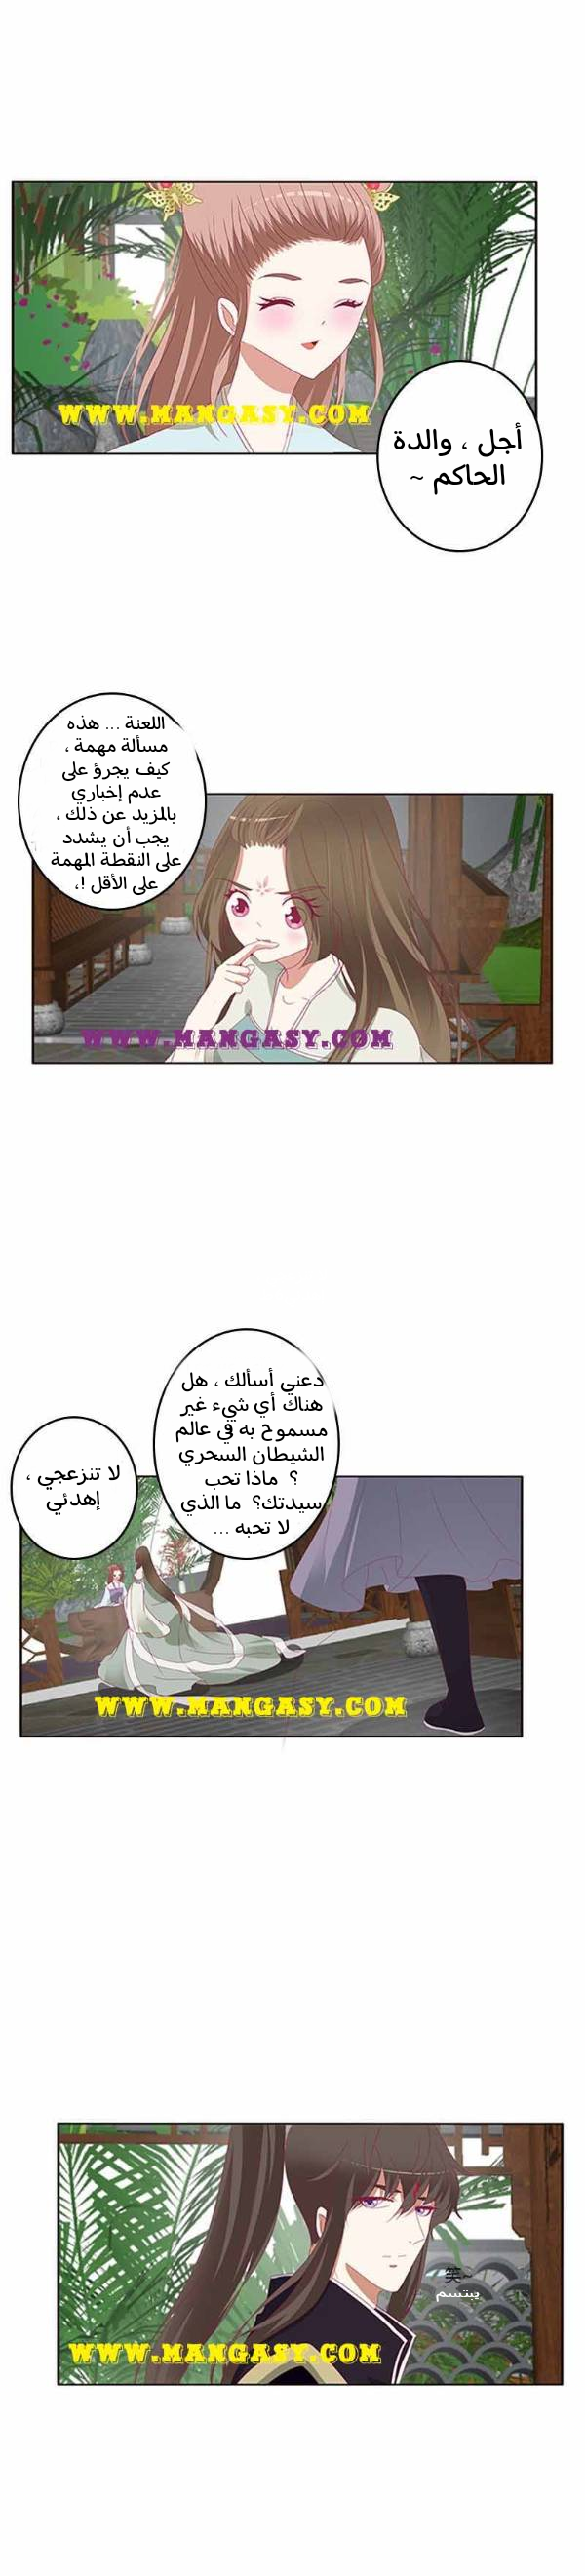 WWW.MANGASY.COM
أجل ، والدة
الحاكم ~
اللعنة ... هذه
مسألة مهمة ،
كيف يجرؤ على
عدم إخباري
بالمزيد عن ذلك ،
يجب أن يشدد
على النقطة المهمة
على الأقل !،
WWW.MANGASY.COM
دعني أسألك ، هل
هناك أي شيء غير
مسموح به في عالم
الشيطان السحري
؟ ماذا تحب
سيدتك؟ ما الذي
لا تحبه ...
لا تنزعجي ،
إهدئي
WWW.MANGASY.COM
笑~
يبتسم
WWW.MANGASY.COM